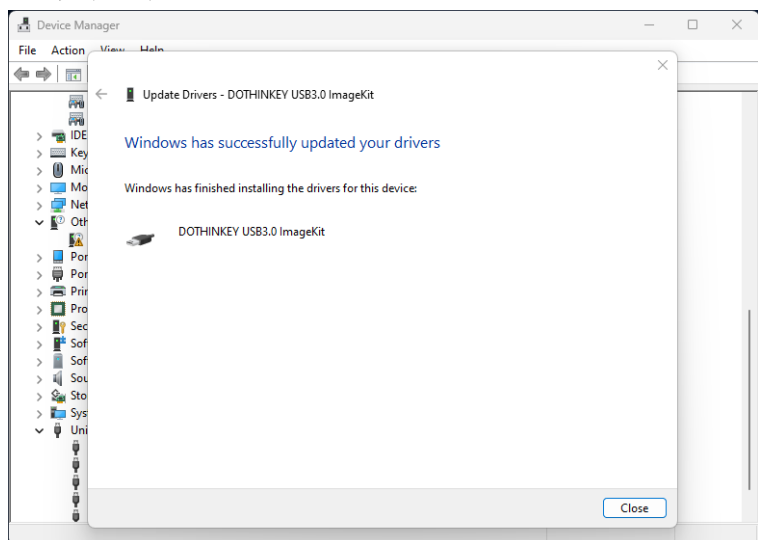 Device Manager
File Action View Help
Update Drivers - DOTHINKEY USB3.0 ImageKit
Windows has successfully updated your drivers
Windows has finished installing the drivers for this device:
DOTHINKEY USB3.0 ImageKit
IDE
Key
Mic
Mo
Net
Oth
Por
Por
Prin
Pro
Sec
Sof
Sof
Sou
Sto
Sys
Uni
Close